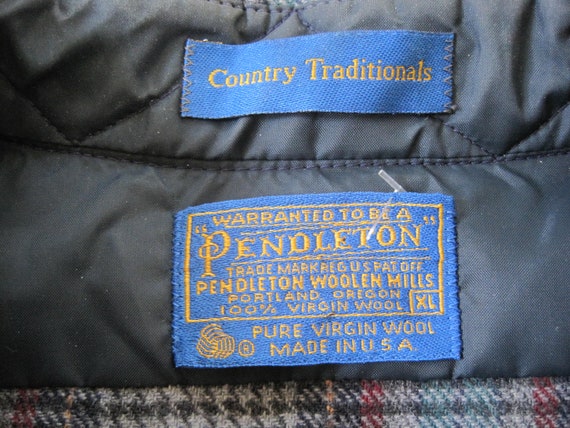 Country Traditionals
WARRANTED TO BE A
"PENDLETON"
TRADE MARK REG U S PAT. OFF
PENDLETON WOOLEN MILLS
PORTLAND, OREGON
100% VIRGIN WOOL XL
® PURE VIRGIN WOOL
MADE IN U.S.A